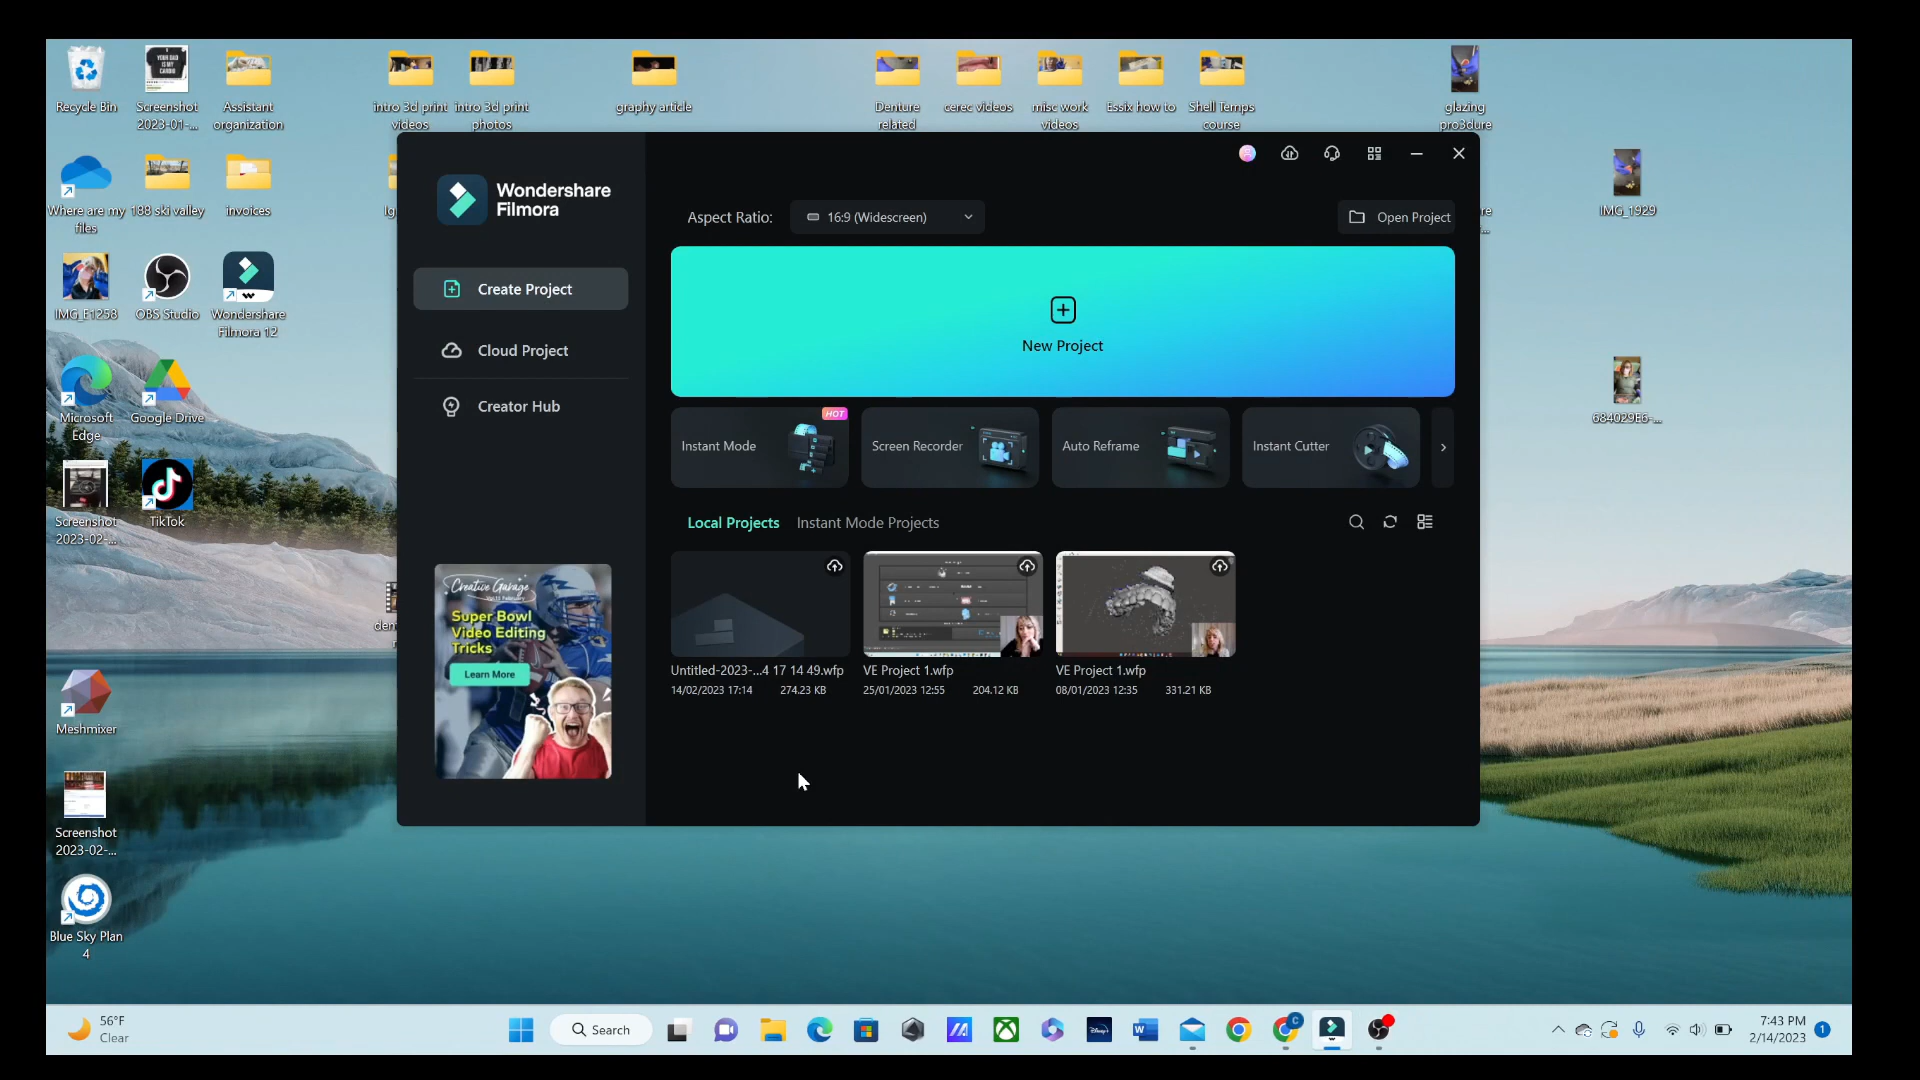 Recycle Bin
Screenshot
2023-01-...
Assistant
organization
intro 3d print
videos
intro 3d print
photos
graphy article
Denture
related
cerec videos
misc work
videos
Essix how to
Shell Temps
course
glazing
pro3dure
Where are my
files
188 ski valley
invoices
IMG_1929
IMG_E1258
OBS Studio
Wondershare
Filmora 12
Microsoft
Edge
Google Drive
684029E6-...
Screenshot
2023-02-...
TikTok
Meshmixer
Screenshot
2023-02-...
Blue Sky Plan
4
Wondershare
Filmora
Create Project
Cloud Project
Creator Hub
Creative Garage
Super Bowl
Video Editing
Tricks
Learn More
Aspect Ratio:
16:9 (Widescreen)
Open Project
New Project
Instant Mode
HOT
Screen Recorder
Auto Reframe
Instant Cutter
Local Projects
Instant Mode Projects
Untitled-2023-...4 17 14 49.wfp
14/02/2023 17:14
274.23 KB
VE Project 1.wfp
25/01/2023 12:55
204.12 KB
VE Project 1.wfp
08/01/2023 12:35
331.21 KB
56°F
Clear
Search
7:43 PM
2/14/2023
1